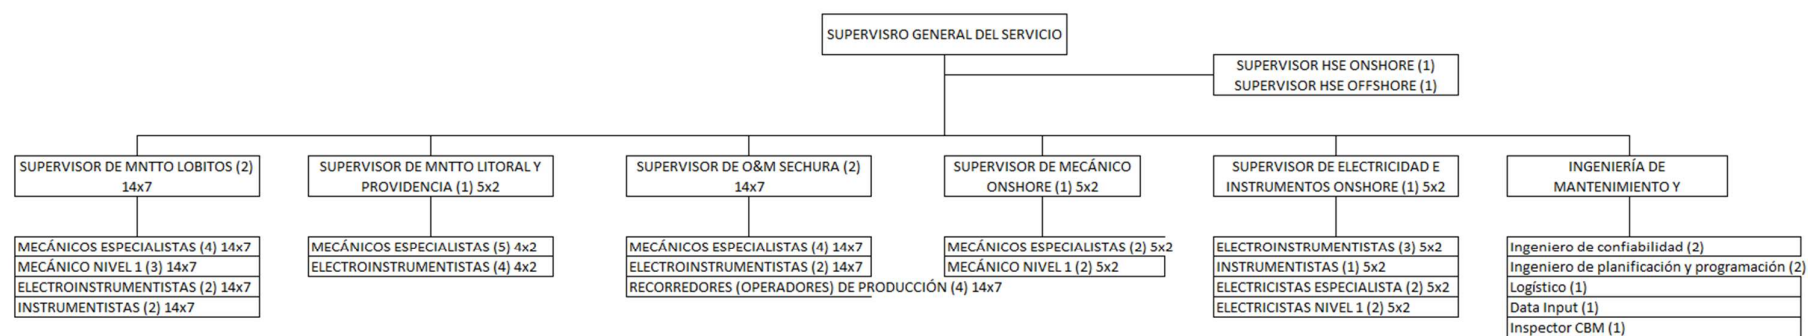 SUPERVISRO GENERAL DEL SERVICIO
SUPERVISOR HSE ONSHORE (1)
SUPERVISOR HSE OFFSHORE (1)
SUPERVISOR DE MNTTO LOBITOS (2)
14x7
MECÁNICOS ESPECIALISTAS (4) 14x7
MECÁNICO NIVEL 1 (3) 14x7
ELECTROINSTRUMENTISTAS (2) 14x7
INSTRUMENTISTAS (2) 14x7
SUPERVISOR DE MNTTO LITORAL Y
PROVIDENCIA (1) 5x2
MECÁNICOS ESPECIALISTAS (5) 4x2
ELECTROINSTRUMENTISTAS (4) 4x2
SUPERVISOR DE O&M SECHURA (2)
14x7
MECÁNICOS ESPECIALISTAS (4) 14x7
ELECTROINSTRUMENTISTAS (2) 14x7
RECORREDORES (OPERADORES) DE PRODUCCIÓN (4) 14x7
SUPERVISOR DE MECÁNICO
ONSHORE (1) 5x2
MECÁNICOS ESPECIALISTAS (2) 5x2
MECÁNICO NIVEL 1 (2) 5x2
SUPERVISOR DE ELECTRICIDAD E
INSTRUMENTOS ONSHORE (1) 5x2
ELECTROINSTRUMENTISTAS (3) 5x2
INSTRUMENTISTAS (1) 5x2
ELECTRICISTAS ESPECIALISTA (2) 5x2
ELECTRICISTAS NIVEL 1 (2) 5x2
INGENIERÍA DE
MANTENIMIENTO Y
Ingeniero de confiabilidad (2)
Ingeniero de planificación y programación (2)
Logístico (1)
Data Input (1)
Inspector CBM (1)